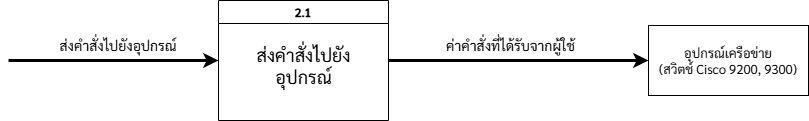 ส่งคำสั่งไปยังอุปกรณ์
2.1
ส่งคำสั่งไปยัง
อุปกรณ์
ค่าคำสั่งที่ได้รับจากผู้ใช้
อุปกรณ์เครือข่าย
(สวิตช์ Cisco 9200, 9300)